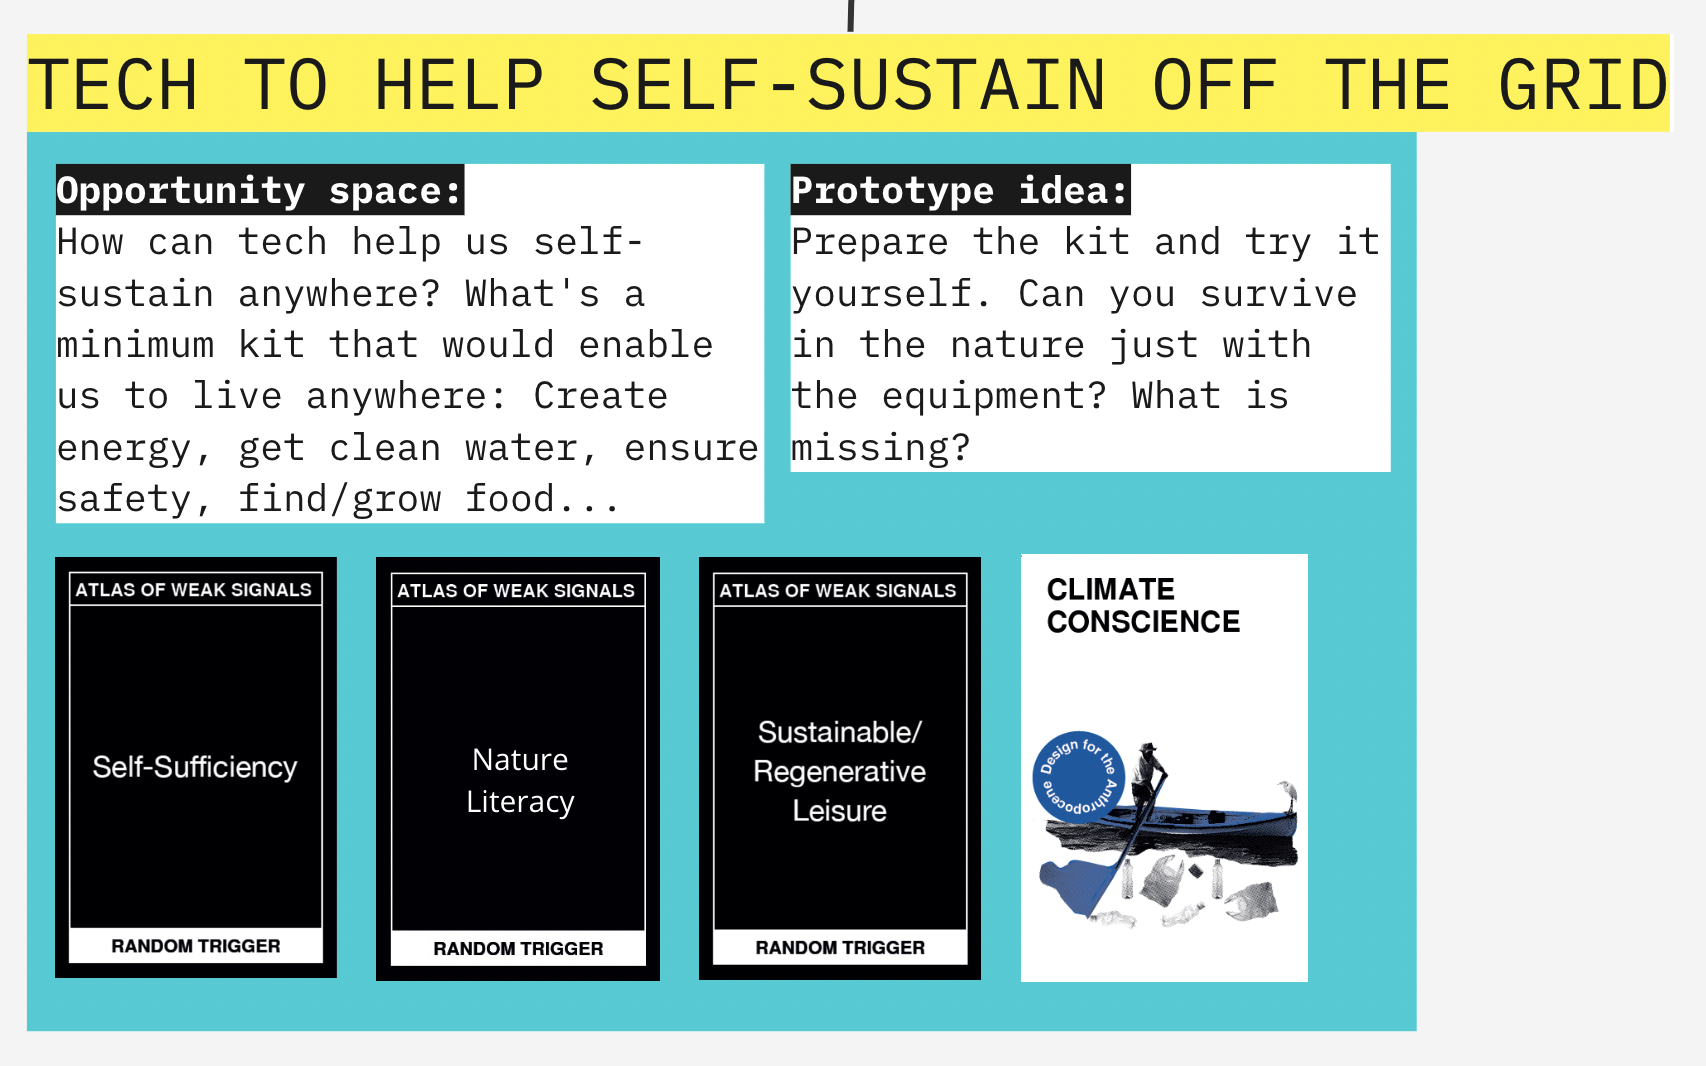 TECH TO HELP SELF-SUSTAIN OFF THE GRID
Opportunity space:
How can tech help us self-
sustain anywhere? What's a
minimum kit that would enable
us to live anywhere: Create
energy, get clean water, ensure
safety, find/grow food...
Prototype idea:
Prepare the kit and try it
yourself. Can you survive
in the nature just with
the equipment? What is
missing?
ATLAS OF WEAK SIGNALS
Self-Sufficiency
RANDOM TRIGGER
ATLAS OF WEAK SIGNALS
Nature
Literacy
RANDOM TRIGGER
ATLAS OF WEAK SIGNALS
Sustainable/
Regenerative
Leisure
RANDOM TRIGGER
CLIMATE
CONSCIENCE
Design for the Anthropocene